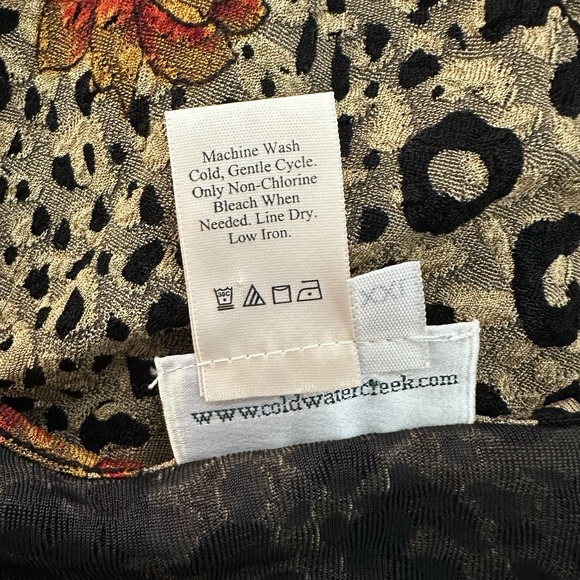 Machine Wash
Cold, Gentle Cycle.
Only Non-Chlorine
Bleach When
Needed. Line Dry.
Low Iron.
30C
XXL
www.coldwatercreek.com